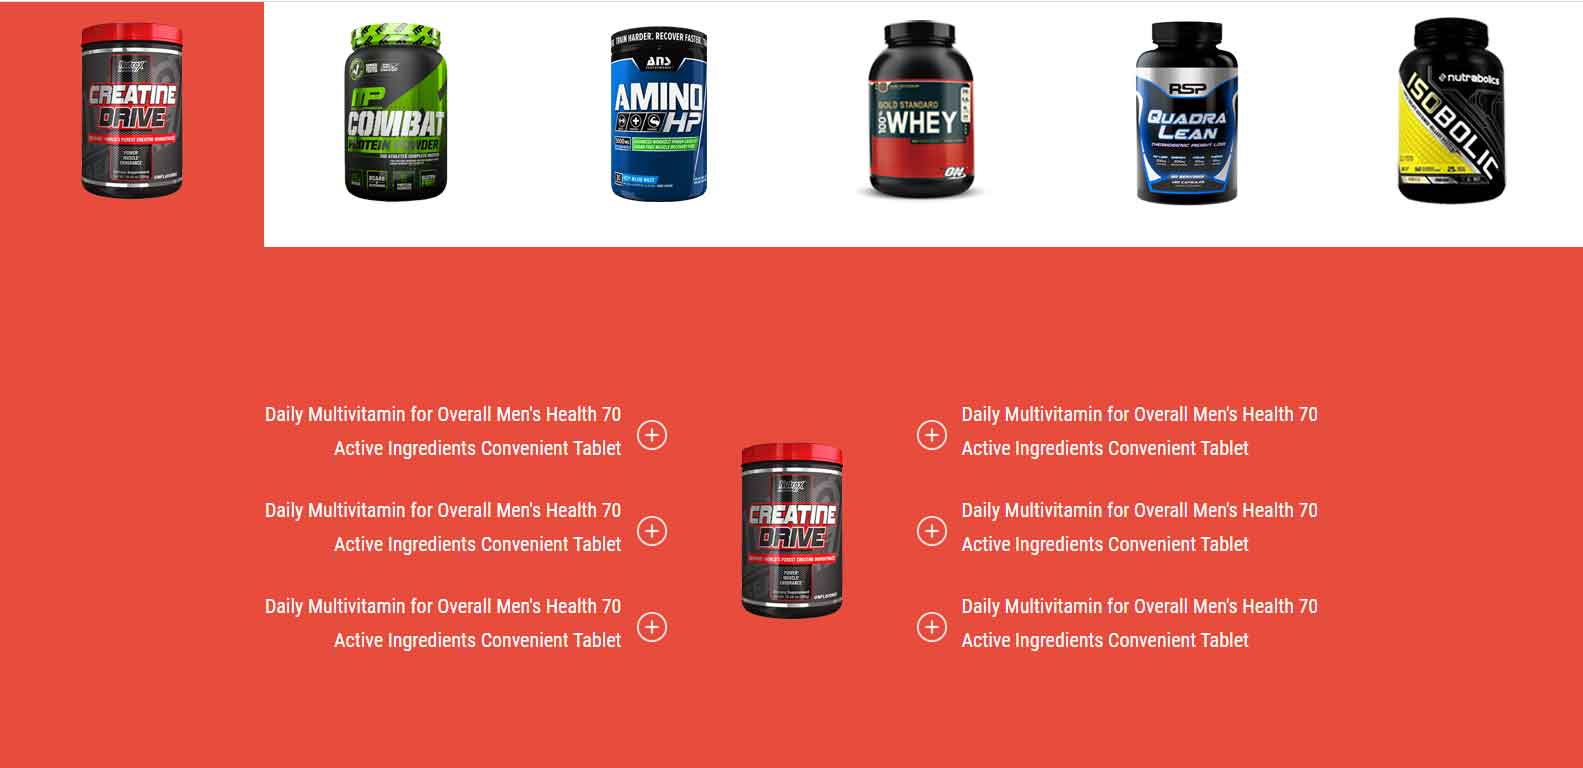 Nutrex
CREATINE
DRIVE
POWER
MUSCLE
ENDURANCE
UNFLAVORED
MP
COMBAT
PROTEIN POWDER
TRAIN HARDER. RECOVER FASTER.
ANS
AMINO
HP
GOLD STANDARD
100% WHEY
ON
RSP
QUADRA
LEAN
nutrabolics
ISOBOLIC
Daily Multivitamin for Overall Men's Health 70
Active Ingredients Convenient Tablet
Daily Multivitamin for Overall Men's Health 70
Active Ingredients Convenient Tablet
Daily Multivitamin for Overall Men's Health 70
Active Ingredients Convenient Tablet
Nutrex
CREATINE
DRIVE
POWER
MUSCLE
ENDURANCE
UNFLAVORED
Daily Multivitamin for Overall Men's Health 70
Active Ingredients Convenient Tablet
Daily Multivitamin for Overall Men's Health 70
Active Ingredients Convenient Tablet
Daily Multivitamin for Overall Men's Health 70
Active Ingredients Convenient Tablet